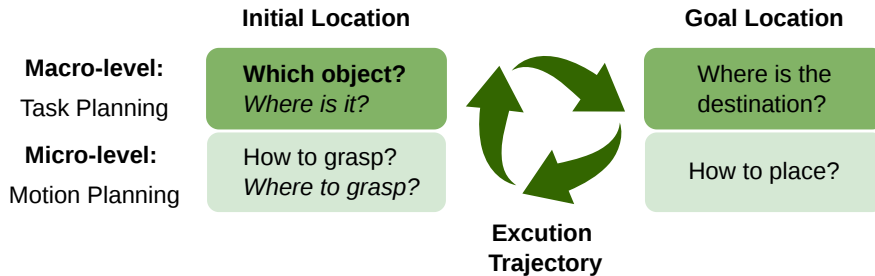 Initial Location
Goal Location
Macro-level:
Task Planning
Which object?
Where is it?
Where is the
destination?
Micro-level:
Motion Planning
How to grasp?
Where to grasp?
How to place?
Excution
Trajectory